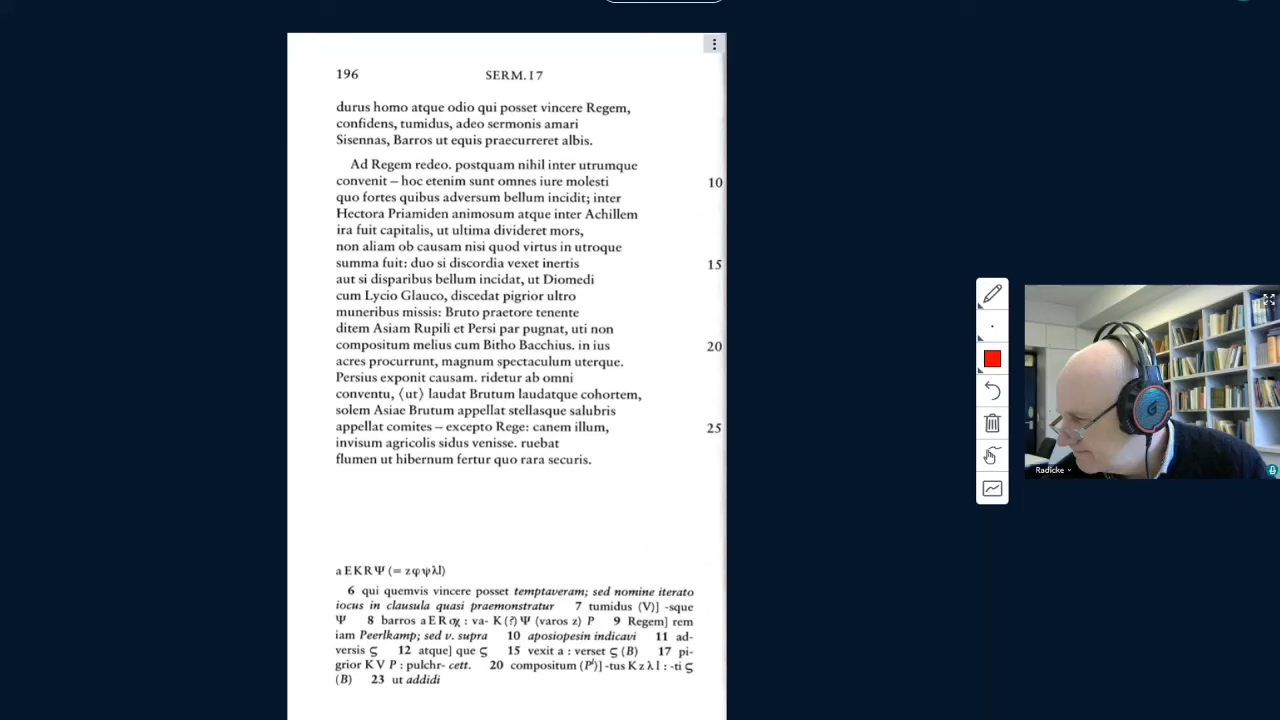 196 SERM. I 7
durus homo atque odio qui posset vincere Regem,
confidens, tumidus, adeo sermonis amari
Sisennas, Barros ut equis praecurreret albis.
Ad Regem redeo. postquam nihil inter utrumque
convenit – hoc etenim sunt omnes iure molesti 10
quo fortes quibus adversum bellum incidit; inter
Hectora Priamiden animosum atque inter Achillem
ira fuit capitalis, ut ultima divideret mors,
non aliam ob causam nisi quod virtus in utroque
summa fuit: duo si discordia vexet inertis 15
aut si disparibus bellum incidat, ut Diomedi
cum Lycio Glauco, discedat pigrior ultro
muneribus missis: Bruto praetore tenente
ditem Asiam Rupili et Persi par pugnat, uti non
compositum melius cum Bitho Bacchius. in ius 20
acres procurrunt, magnum spectaculum uterque.
Persius exponit causam. ridetur ab omni
conventu, ⟨ut⟩ laudat Brutum laudatque cohortem,
solem Asiae Brutum appellat stellasque salubris
appellat comites – excepto Rege: canem illum, 25
invisum agricolis sidus venisse. ruebat
flumen ut hibernum fertur quo rara securis.
a E K R Ψ (= z φ ψ λ l)
6 qui quemvis vincere posset temptaveram; sed nomine iterato
iocus in clausula quasi praemonstratur 7 tumidus (V)] -sque
Ψ 8 barros a E R σχ : va- K (?) Ψ (varos z) P 9 Regem] rem
iam Peerlkamp; sed v. supra 10 aposiopesin indicavi 11 ad-
versis ς 12 atque] que ς 15 vexit a : verset ς (B) 17 pi-
grior K V P : pulchr- cett. 20 compositum (P¹)] -tus K z λ l : -ti ς
(B) 23 ut addidi
Radicke